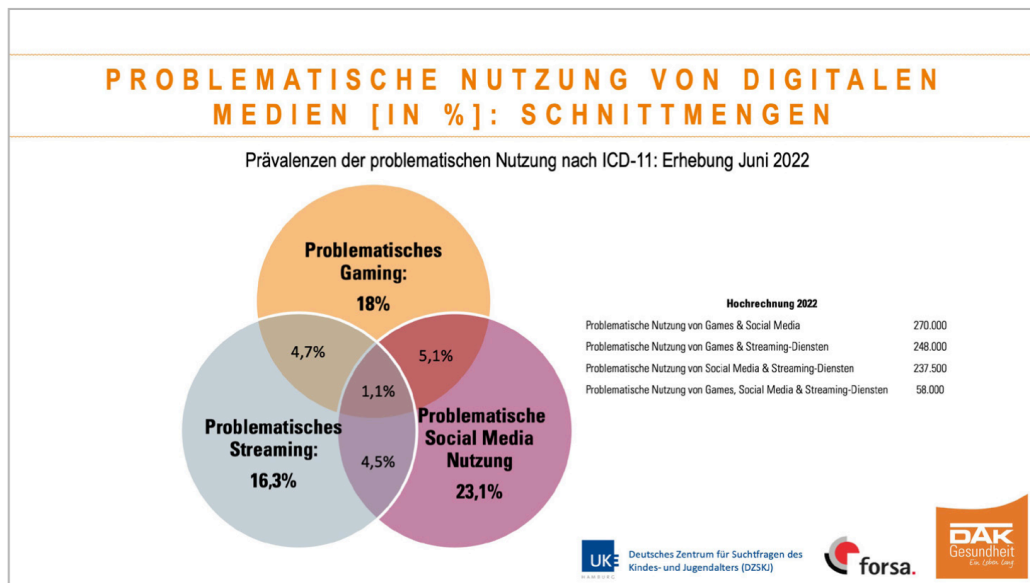 PROBLEMATISCHE NUTZUNG VON DIGITALEN
MEDIEN [IN %]: SCHNITTMENGEN
Prävalenzen der problematischen Nutzung nach ICD-11: Erhebung Juni 2022
Problematisches
Gaming:
18%
4,7%
5,1%
1,1%
Problematisches
Streaming:
16,3%
4,5%
Problematische
Social Media
Nutzung
23,1%
Hochrechnung 2022
Problematische Nutzung von Games & Social Media 270.000
Problematische Nutzung von Games & Streaming-Diensten 248.000
Problematische Nutzung von Social Media & Streaming-Diensten 237.500
Problematische Nutzung von Games, Social Media & Streaming-Diensten 58.000
UKE
HAMBURG
Deutsches Zentrum für Suchtfragen des
Kindes- und Jugendalters (DZSKJ)
forsa.
DAK
Gesundheit
Ein Leben lang